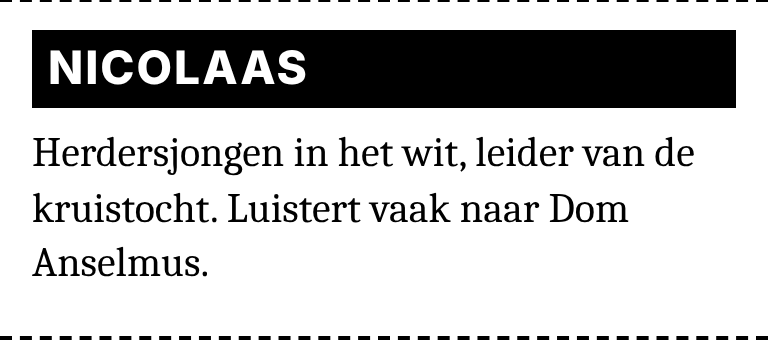 NICOLAAS
Herdersjongen in het wit, leider van de
kruistocht. Luistert vaak naar Dom
Anselmus.